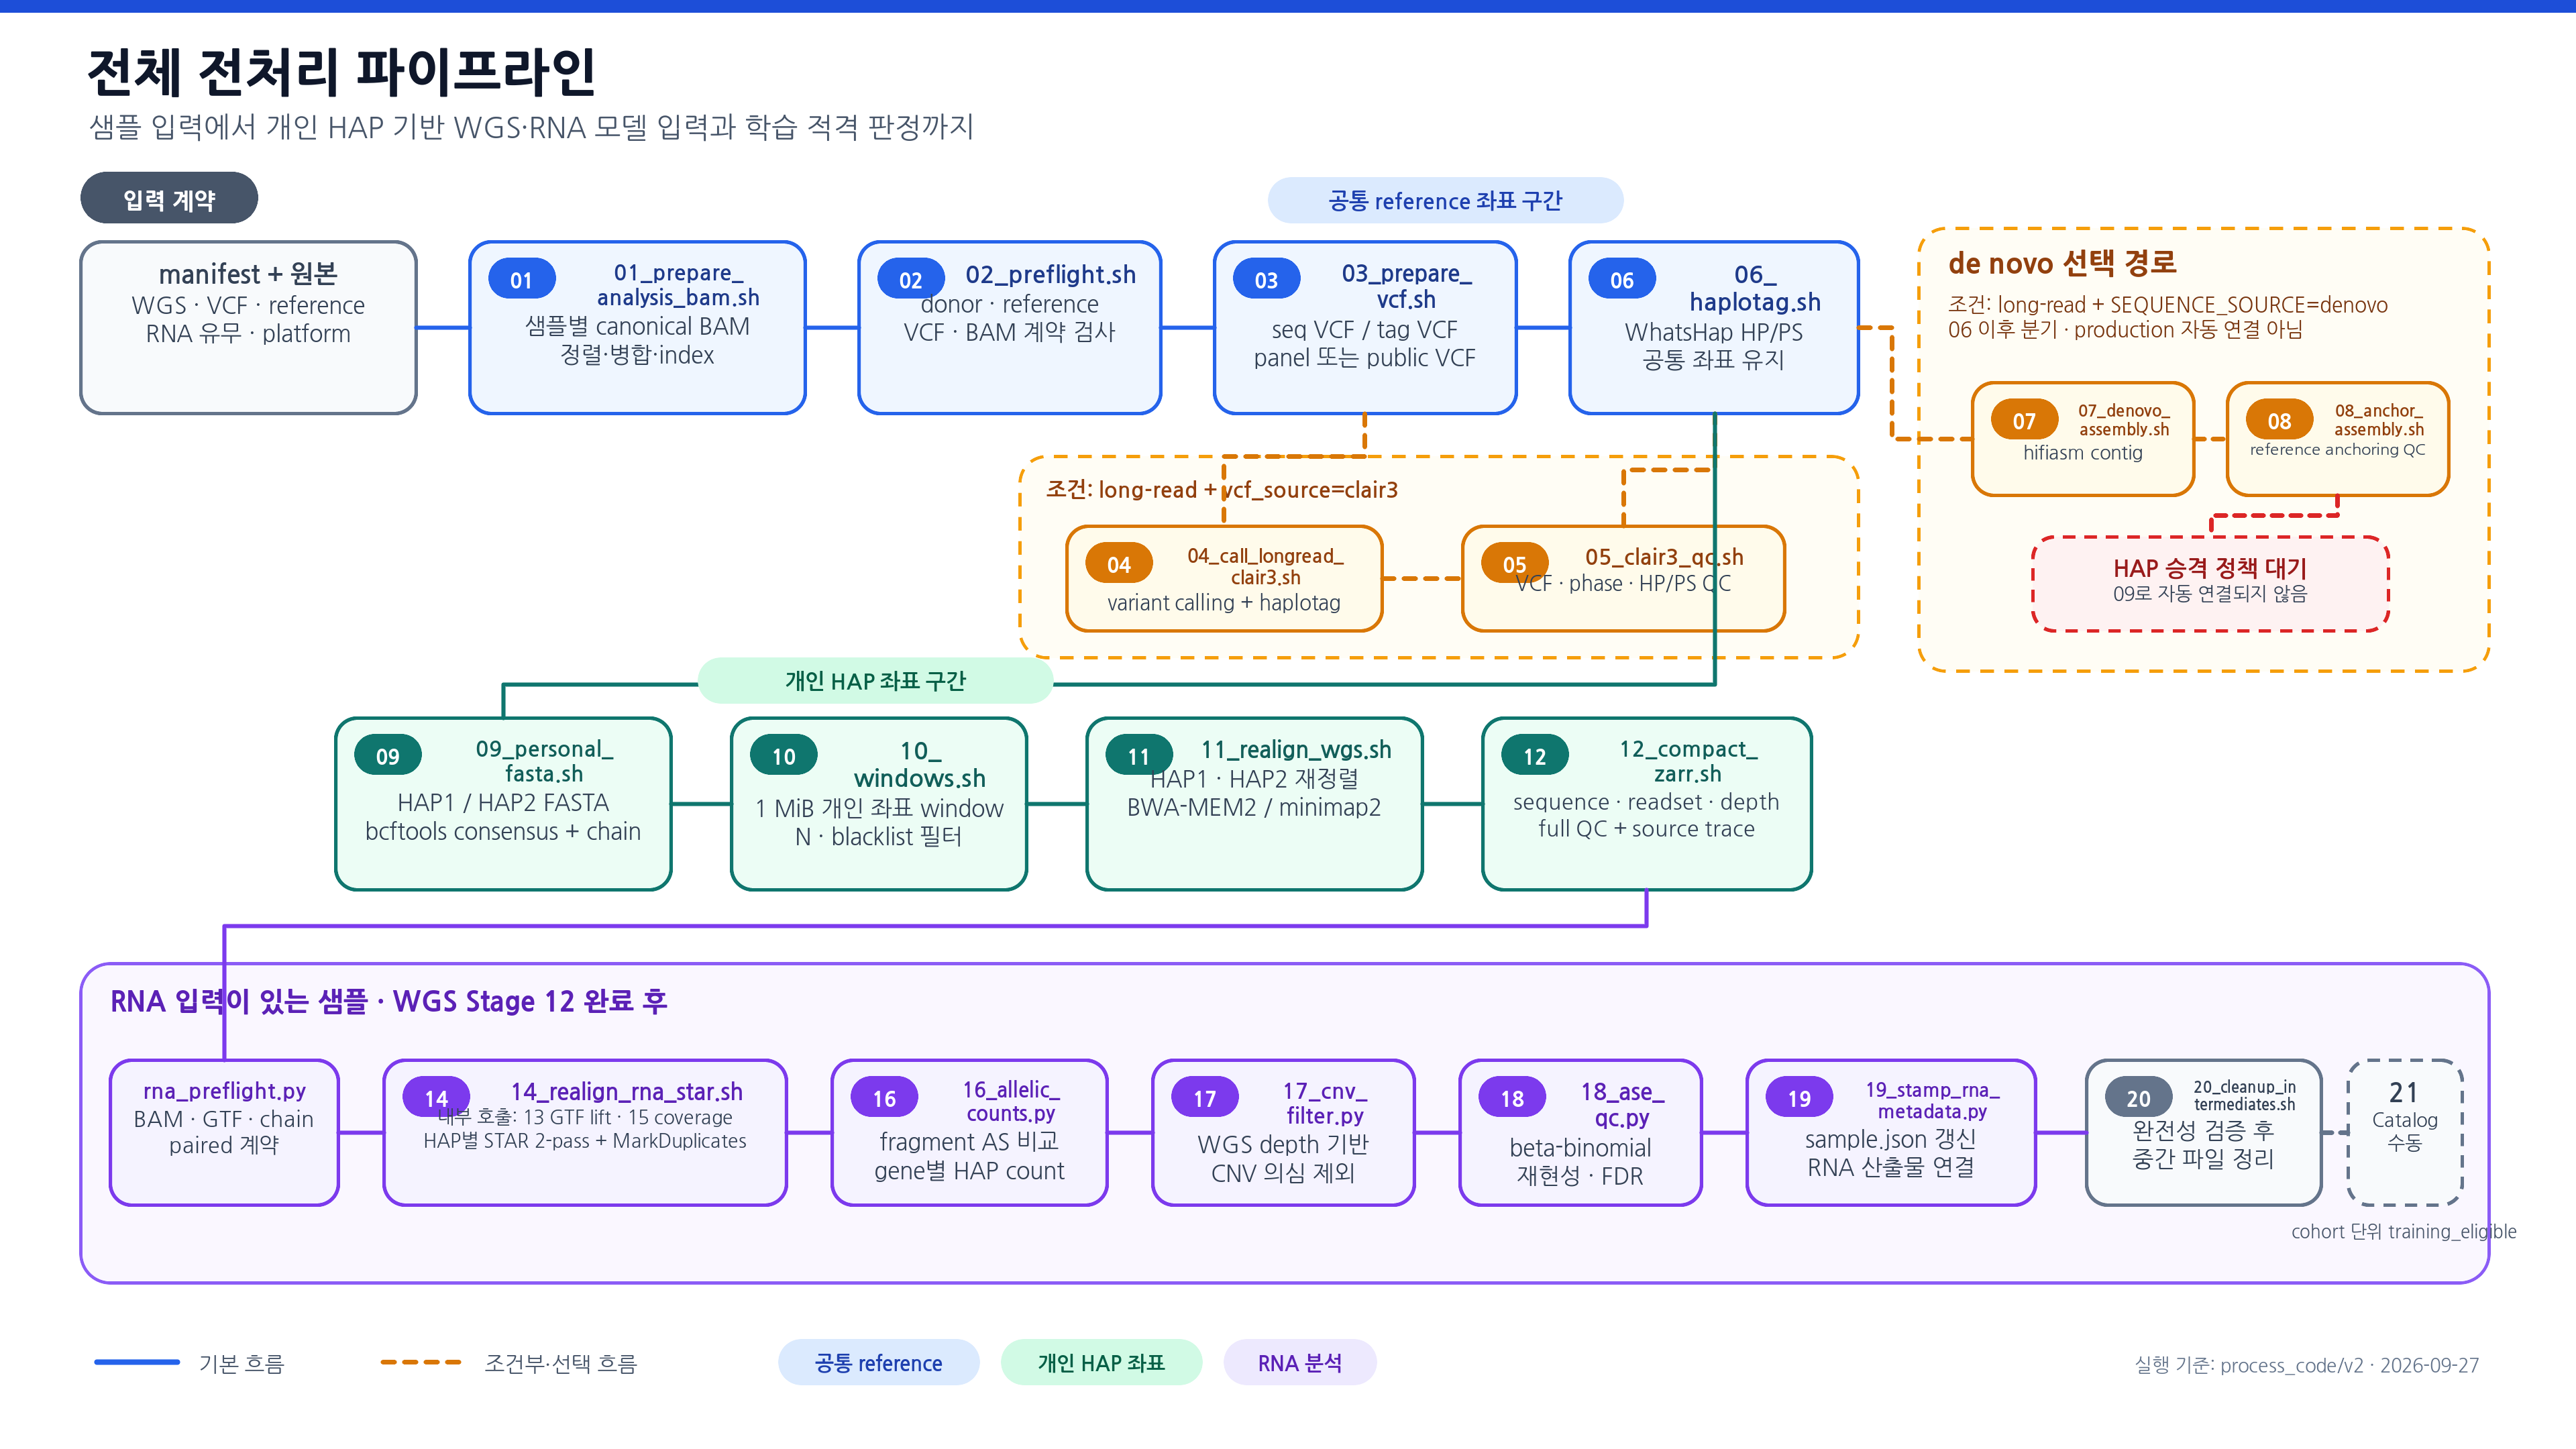 전체 전처리 파이프라인
샘플 입력에서 개인 HAP 기반 WGS·RNA 모델 입력과 학습 적격 판정까지
입력 계약
공통 reference 좌표 구간
manifest + 원본
WGS · VCF · reference
RNA 유무 · platform
01
01_prepare_
analysis_bam.sh
샘플별 canonical BAM
정렬·병합·index
02
02_preflight.sh
donor · reference
VCF · BAM 계약 검사
03
03_prepare_
vcf.sh
seq VCF / tag VCF
panel 또는 public VCF
06
06_
haplotag.sh
WhatsHap HP/PS
공통 좌표 유지
de novo 선택 경로
조건: long-read + SEQUENCE_SOURCE=denovo
06 이후 분기 · production 자동 연결 아님
07
07_denovo_
assembly.sh
hifiasm contig
08
08_anchor_
assembly.sh
reference anchoring QC
HAP 승격 정책 대기
09로 자동 연결되지 않음
조건: long-read + vcf_source=clair3
04
04_call_longread_
clair3.sh
variant calling + haplotag
05
05_clair3_qc.sh
VCF · phase · HP/PS QC
개인 HAP 좌표 구간
09
09_personal_
fasta.sh
HAP1 / HAP2 FASTA
bcftools consensus + chain
10
10_
windows.sh
1 MiB 개인 좌표 window
N · blacklist 필터
11
11_realign_wgs.sh
HAP1 · HAP2 재정렬
BWA-MEM2 / minimap2
12
12_compact_
zarr.sh
sequence · readset · depth
full QC + source trace
RNA 입력이 있는 샘플 · WGS Stage 12 완료 후
rna_preflight.py
BAM · GTF · chain
paired 계약
14
14_realign_rna_star.sh
내부 호출: 13 GTF lift · 15 coverage
HAP별 STAR 2-pass + MarkDuplicates
16
16_allelic_
counts.py
fragment AS 비교
gene별 HAP count
17
17_cnv_
filter.py
WGS depth 기반
CNV 의심 제외
18
18_ase_
qc.py
beta-binomial
재현성 · FDR
19
19_stamp_rna_
metadata.py
sample.json 갱신
RNA 산출물 연결
20
20_cleanup_in
termediates.sh
완전성 검증 후
중간 파일 정리
21
Catalog
수동
cohort 단위 training_eligible
기본 흐름
조건부·선택 흐름
공통 reference
개인 HAP 좌표
RNA 분석
실행 기준: process_code/v2 · 2026-09-27